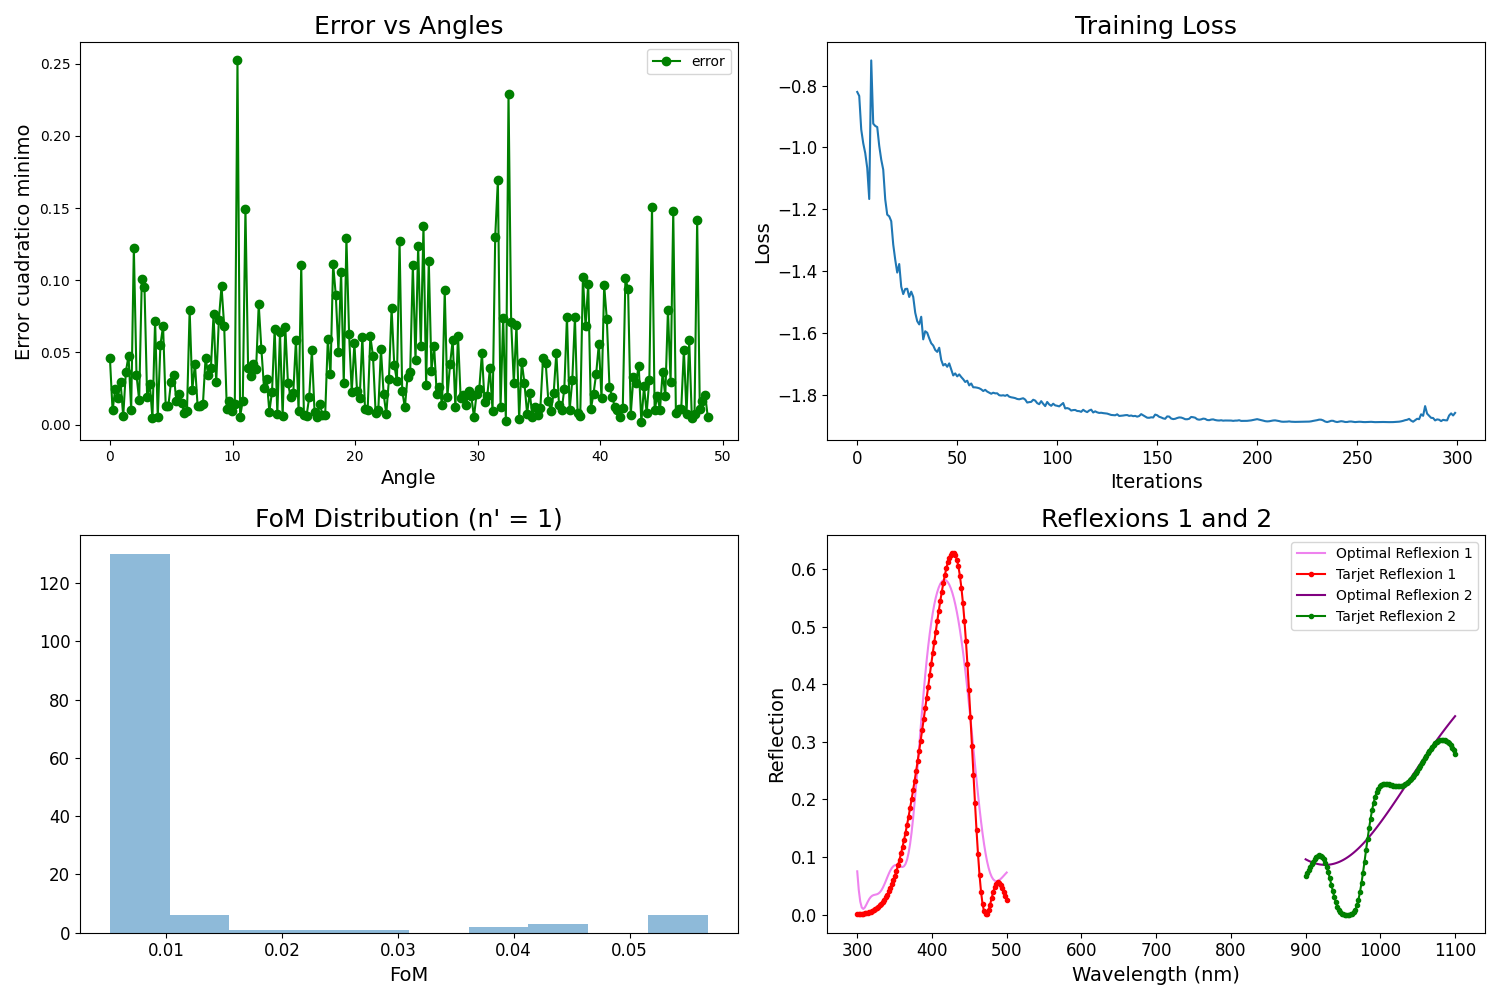 Error vs Angles
error
0.25
0.20
0.15
0.10
0.05
0.00
Error cuadratico minimo
0 10 20 30 40 50
Angle
Training Loss
−0.8
−1.0
−1.2
−1.4
−1.6
−1.8
Loss
0 50 100 150 200 250 300
Iterations
FoM Distribution (n' = 1)
120
100
80
60
40
20
0
0.01 0.02 0.03 0.04 0.05
FoM
Reflexions 1 and 2
Optimal Reflexion 1
Tarjet Reflexion 1
Optimal Reflexion 2
Tarjet Reflexion 2
0.6
0.5
0.4
0.3
0.2
0.1
0.0
Reflection
300 400 500 600 700 800 900 1000 1100
Wavelength (nm)